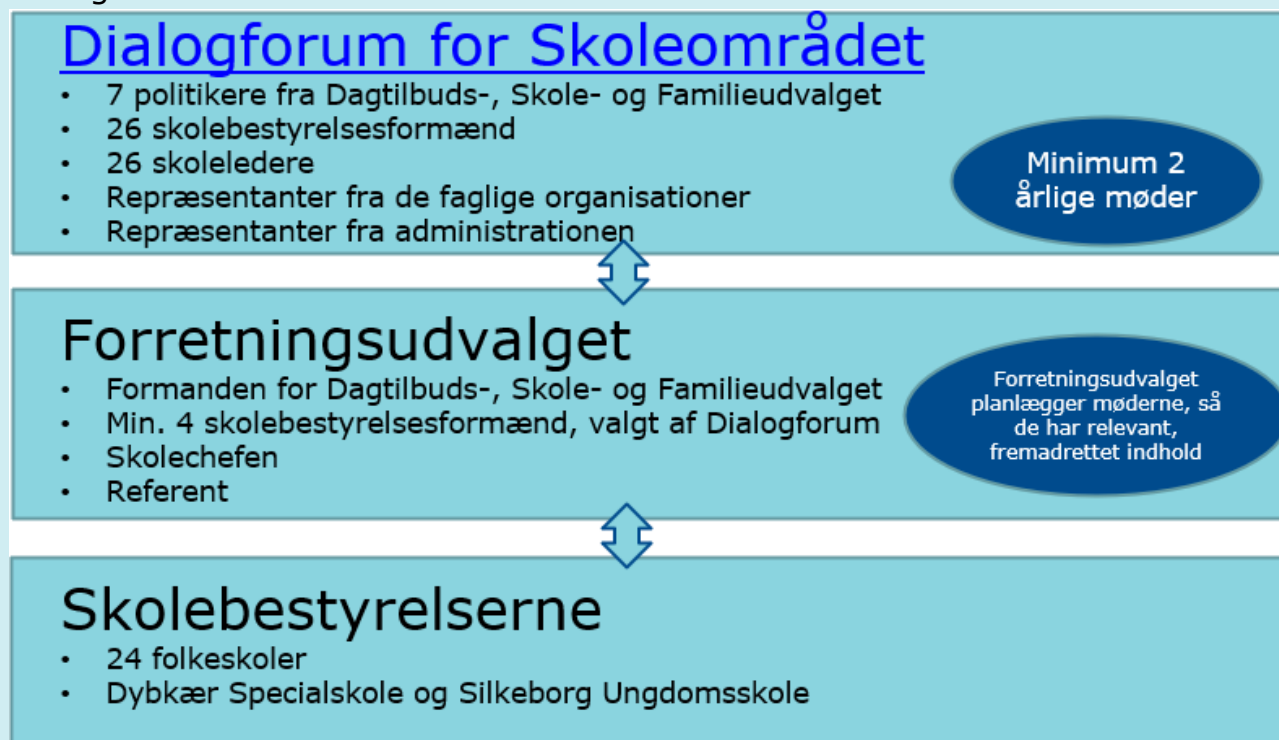 Dialogforum for Skoleområdet
• 7 politikere fra Dagtilbuds-, Skole- og Familieudvalget
• 26 skolebestyrelsesformænd
• 26 skoleledere
• Repræsentanter fra de faglige organisationer
• Repræsentanter fra administrationen
Minimum 2
årlige møder
Forretningsudvalget
• Formanden for Dagtilbuds-, Skole- og Familieudvalget
• Min. 4 skolebestyrelsesformænd, valgt af Dialogforum
• Skolechefen
• Referent
Forretningsudvalget
planlægger møderne, så
de har relevant,
fremadrettet indhold
Skolebestyrelserne
• 24 folkeskoler
• Dybkær Specialskole og Silkeborg Ungdomsskole